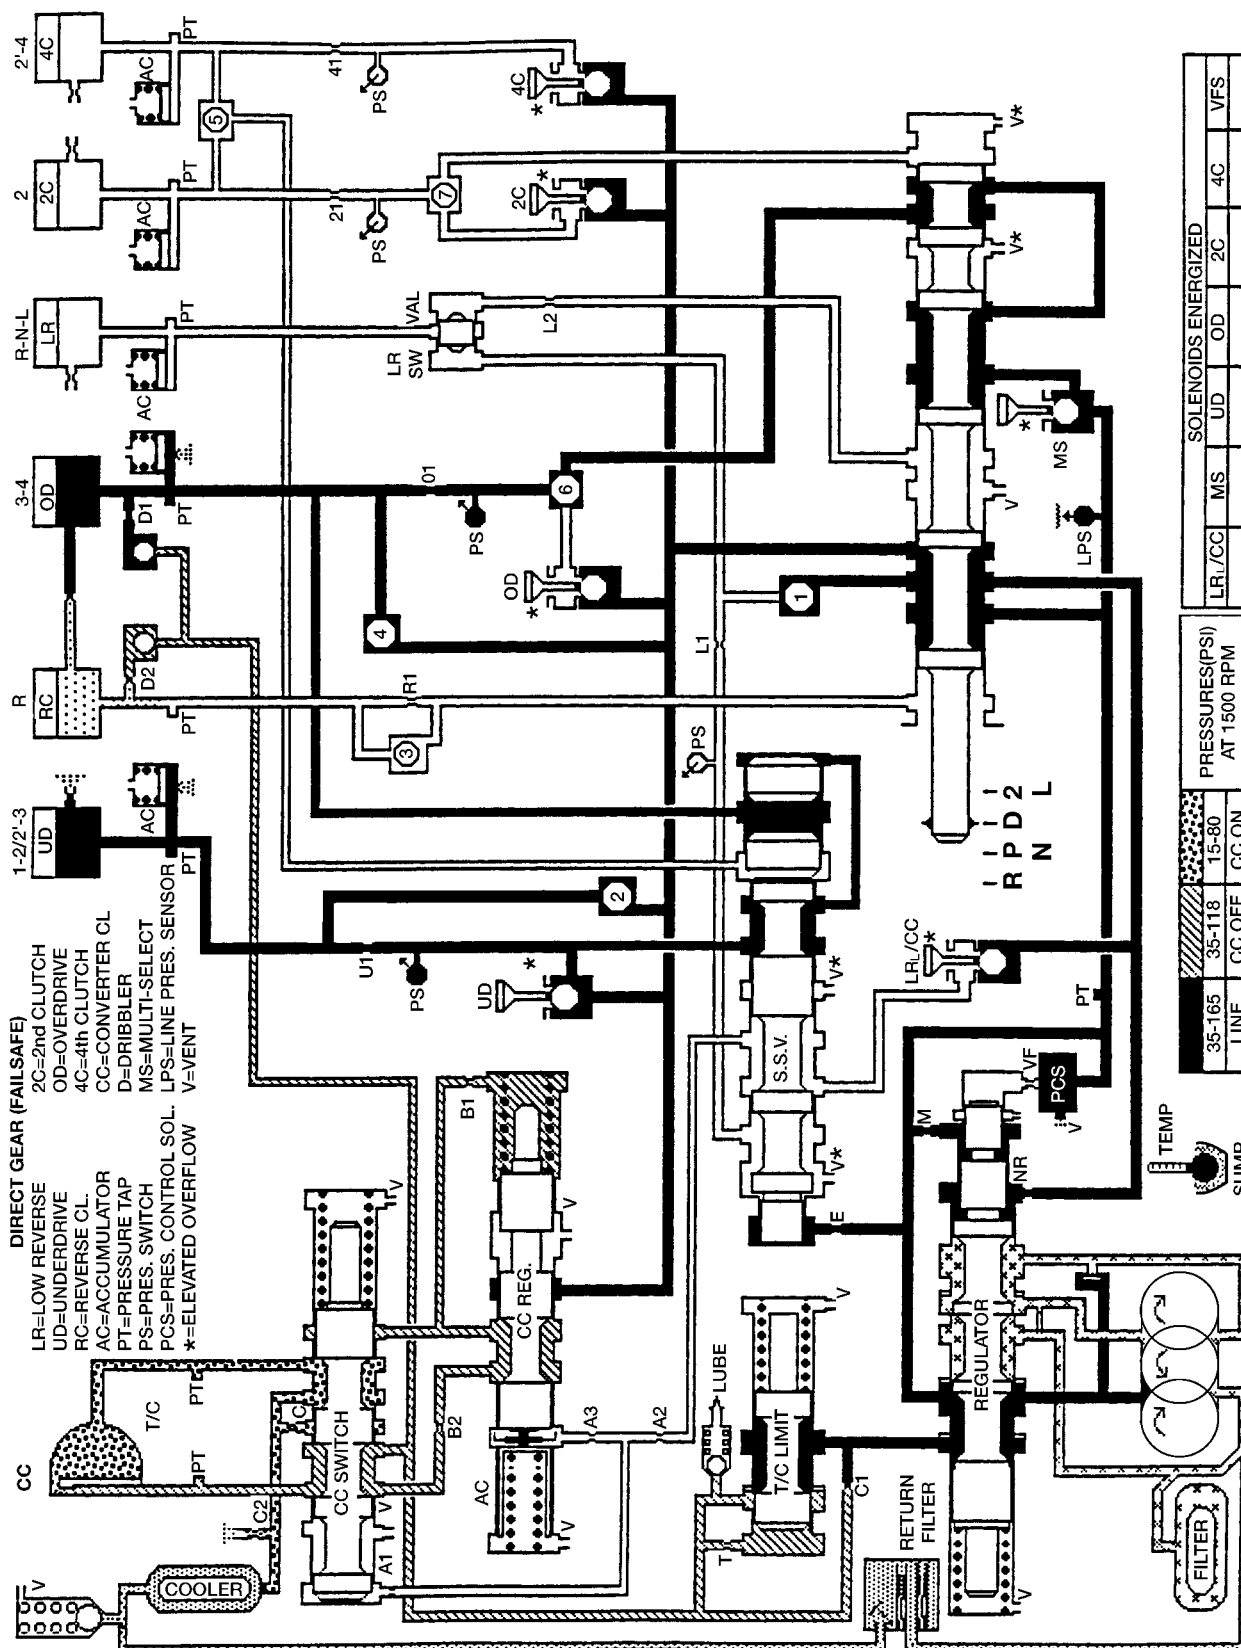 DIRECT GEAR (FAILSAFE)
LR=LOW REVERSE
UD=UNDERDRIVE
RC=REVERSE CL.
AC=ACCUMULATOR
PT=PRESSURE TAP
PS=PRES. SWITCH
PCS=PRES. CONTROL SOL.
*=ELEVATED OVERFLOW
2C=2nd CLUTCH
OD=OVERDRIVE
4C=4th CLUTCH
CC=CONVERTER CL
D=DRIBBLER
MS=MULTI-SELECT
LPS=LINE PRES. SENSOR
V=VENT
1-2/2'-3
UD
R
RC
3-4
OD
R-N-L
LR
2
2C
2'-4
4C
AC
PT
AC
PT
AC
PT
AC
PT
AC
PT
PT
D1
D2
5
41
PS
21
PS
7
4C
*
2C
*
LR
SW
VAL
L2
01
PS
6
OD
*
4
R1
3
L1
PS
1
2
U1
PS
UD
*
CC
T/C
PT
PT
C
C2
V
COOLER
CC SWITCH
V
V
A1
B2
B1
CC REG.
V
AC
V
A3
A2
LUBE
T
T/C LIMIT
V
C1
RETURN
FILTER
FILTER
S.S.V.
V*
V*
E
LRL/CC
*
PT
M
VF
PCS
V
NR
REGULATOR
V
TEMP
SUMP
R P D 2
N L
V
V*
V*
MS
*
LPS
PRESSURES(PSI)
AT 1500 RPM
35-165
35-118
15-80
LINE
CC OFF
CC ON
SOLENOIDS ENERGIZED
LRL/CC MS UD OD 2C 4C VFS